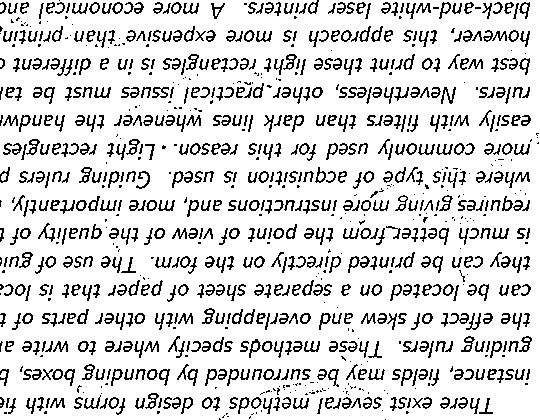 There exist several methods to design forms with fi
instance, fields may be surrounded by bounding boxes, b
guiding rulers. These methods specify where to write a
the effect of skew and overlapping with other parts of t
can be located on a separate sheet of paper that is loca
they can be printed directly on the form. The use of gui
is much better from the point of view of the quality of t
requires giving more instructions and, more importantly,
where this type of acquisition is used. Guiding rulers p
more commonly used for this reason. Light rectangles
easily with filters than dark lines whenever the handw
rulers. Nevertheless, other practical issues must be tak
best way to print these light rectangles is in a different c
however, this approach is more expensive than printin
black-and-white laser printers. A more economical and